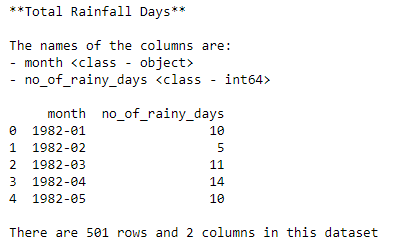 **Total Rainfall Days**
The names of the columns are:
- month <class - object>
- no_of_rainy_days <class - int64>
month no_of_rainy_days
0 1982-01 10
1 1982-02 5
2 1982-03 11
3 1982-04 14
4 1982-05 10
There are 501 rows and 2 columns in this dataset